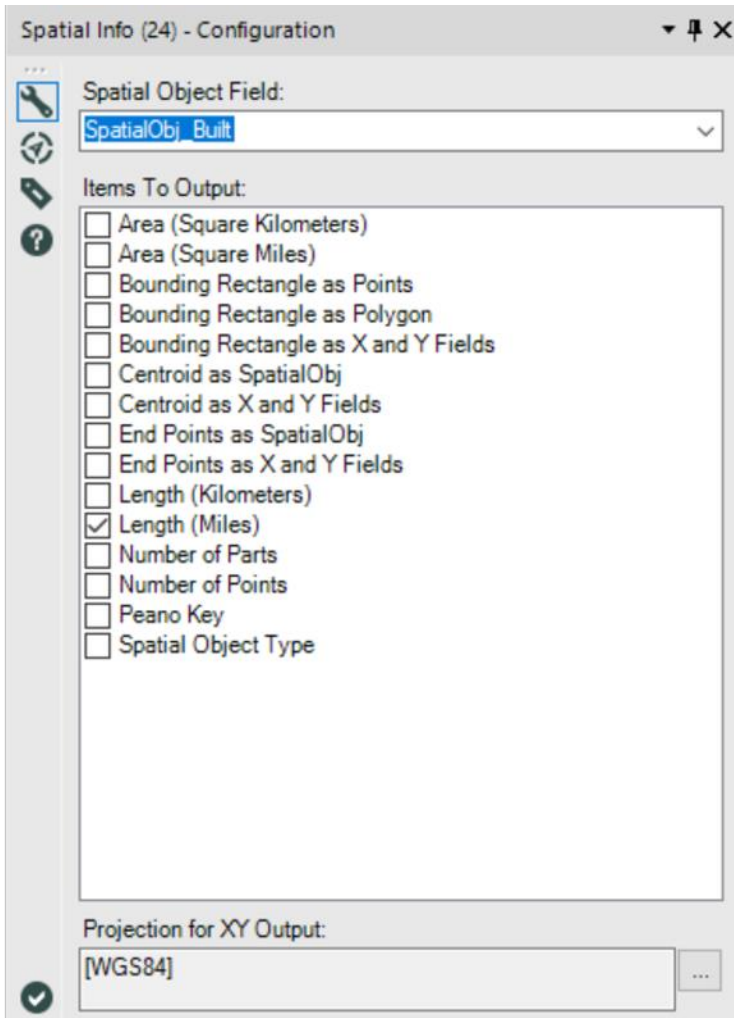 Spatial Info (24) - Configuration
Spatial Object Field:
SpatialObj_Built
Items To Output:
Area (Square Kilometers)
Area (Square Miles)
Bounding Rectangle as Points
Bounding Rectangle as Polygon
Bounding Rectangle as X and Y Fields
Centroid as SpatialObj
Centroid as X and Y Fields
End Points as SpatialObj
End Points as X and Y Fields
Length (Kilometers)
Length (Miles)
Number of Parts
Number of Points
Peano Key
Spatial Object Type
Projection for XY Output:
[WGS84]
...